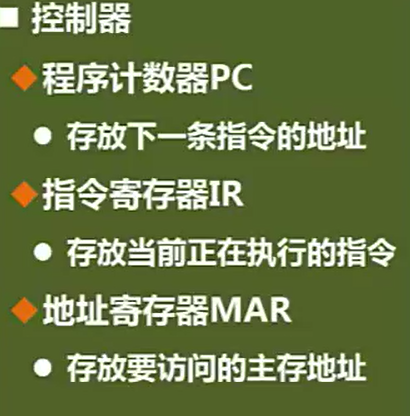 控制器
程序计数器PC
存放下一条指令的地址
指令寄存器IR
存放当前正在执行的指令
地址寄存器MAR
存放要访问的主存地址